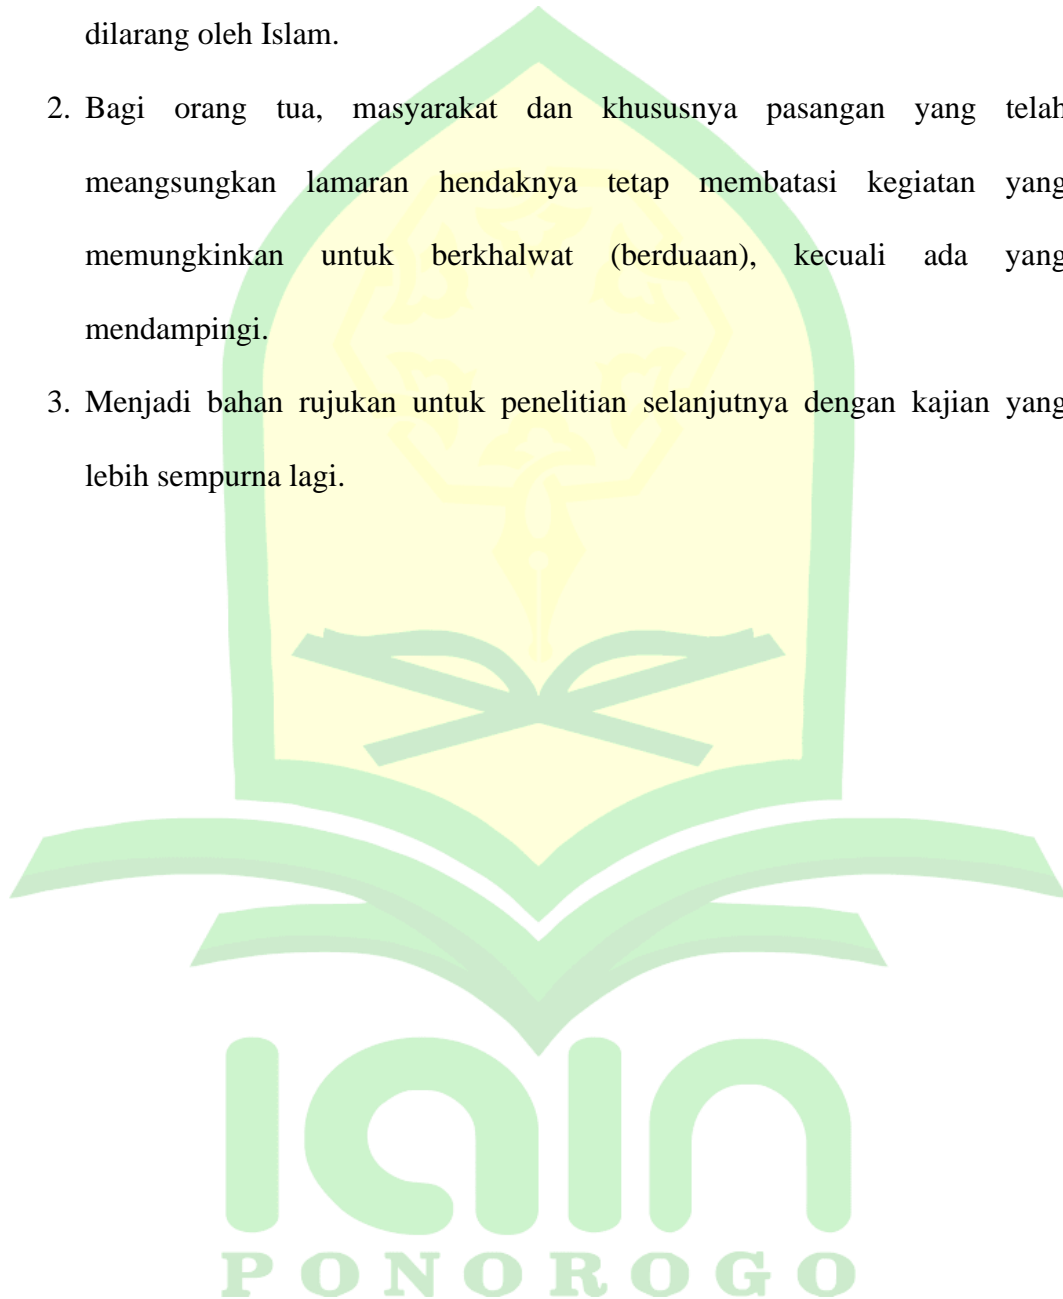 dilarang oleh Islam.
2. Bagi orang tua, masyarakat dan khususnya pasangan yang telah
meangsungkan lamaran hendaknya tetap membatasi kegiatan yang
memungkinkan untuk berkhalwat (berduaan), kecuali ada yang
mendampingi.
3. Menjadi bahan rujukan untuk penelitian selanjutnya dengan kajian yang
lebih sempurna lagi.
iain
PONOROGO